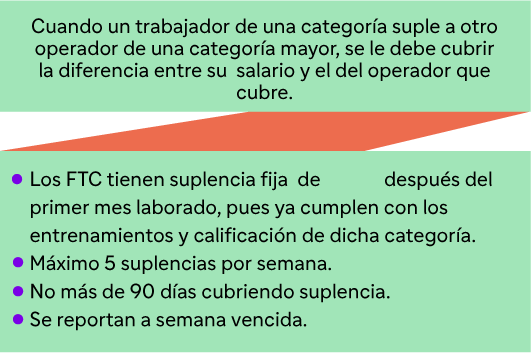 Cuando un trabajador de una categoría suple a otro
operador de una categoría mayor, se le debe cubrir
la diferencia entre su salario y el del operador que
cubre.
Los FTC tienen suplencia fija de después del
primer mes laborado, pues ya cumplen con los
entrenamientos y calificación de dicha categoría.
Máximo 5 suplencias por semana.
No más de 90 días cubriendo suplencia.
Se reportan a semana vencida.